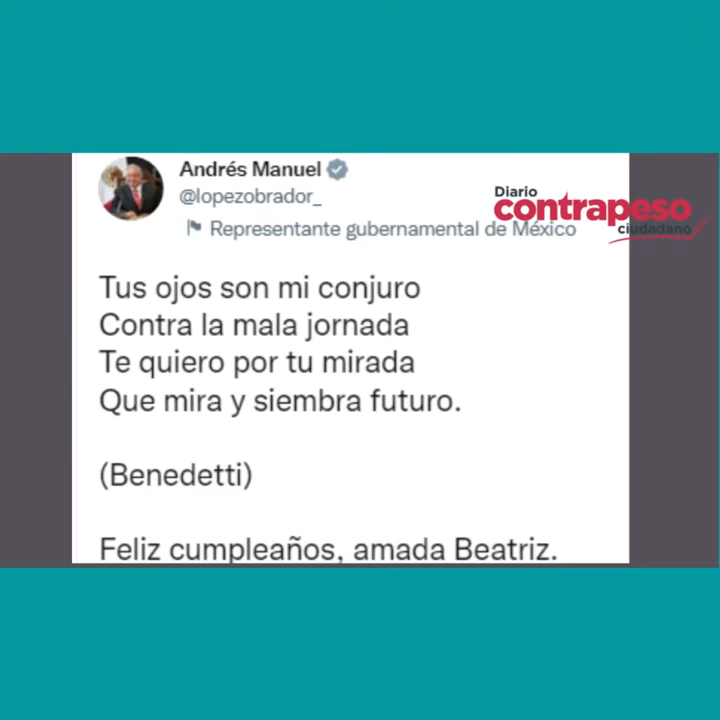 Andrés Manuel
@lopezobrador_
Representante gubernamental de México
Diario
contrapeso
ciudadano
Tus ojos son mi conjuro
Contra la mala jornada
Te quiero por tu mirada
Que mira y siembra futuro.
(Benedetti)
Feliz cumpleaños, amada Beatriz.